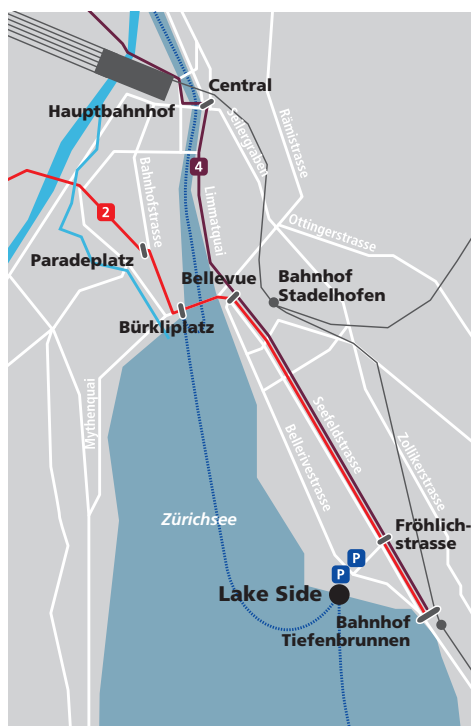 Central
Hauptbahnhof
Seilergraben
Rämistrasse
4
Bahnhofstrasse
Limmatquai
2
Ottingerstrasse
Paradeplatz
Bellevue
Bahnhof
Stadelhofen
Bürkliplatz
Mythenquai
Seefeldstrasse
Bellerivestrasse
Zollikerstrasse
Zürichsee
Fröhlich-
strasse
P
P
Lake Side
Bahnhof
Tiefenbrunnen